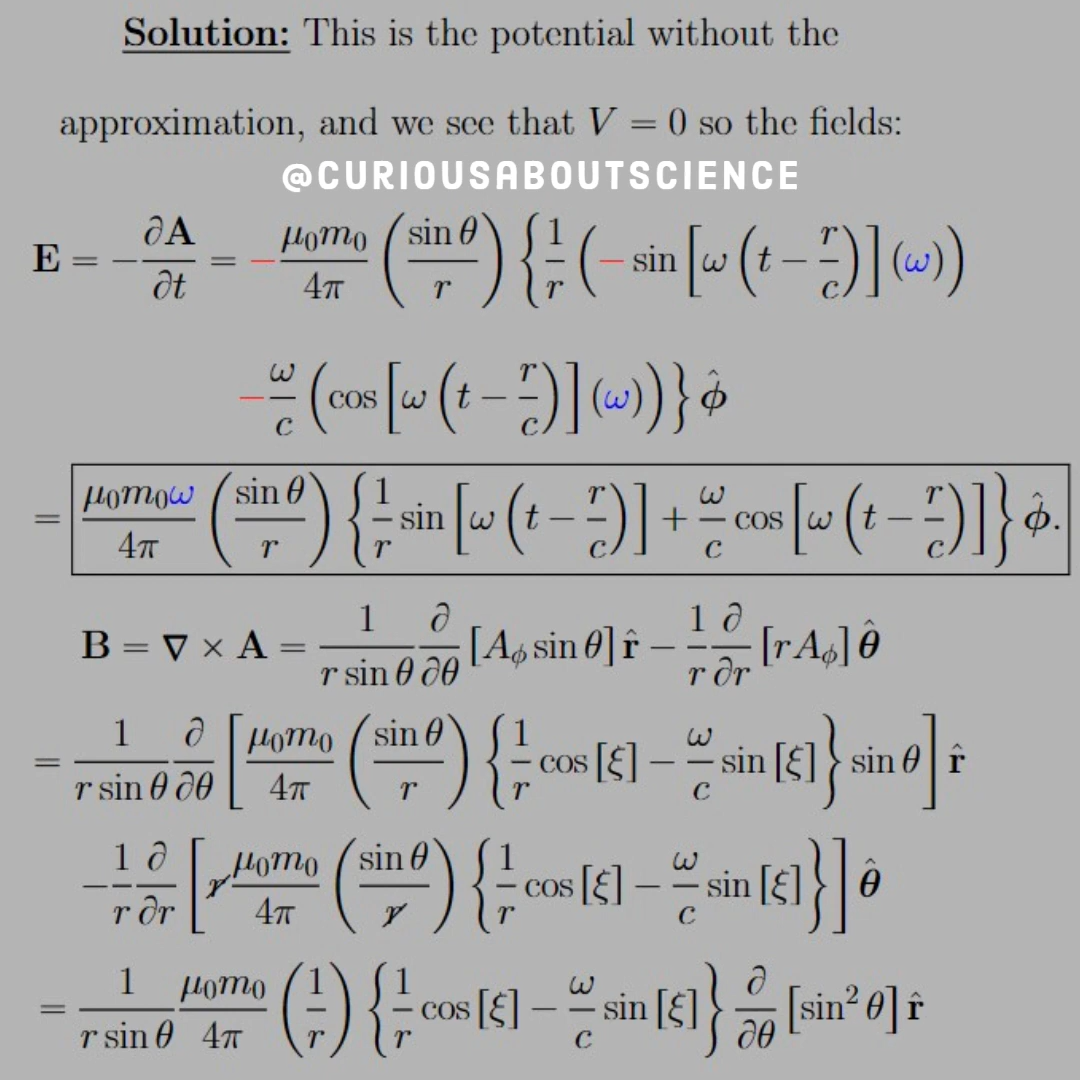 Solution: This is the potential without the
approximation, and we see that V = 0 so the fields:
@CURIOUSABOUTSCIENCE
E = −∂A/∂t = −μ₀m₀/4π (sin θ/r) {1/r (− sin [ω (t − r/c)] (ω))
−ω/c (cos [ω (t − r/c)] (ω))} ϕ̂
= μ₀m₀ω/4π (sin θ/r) {1/r sin [ω (t − r/c)] + ω/c cos [ω (t − r/c)]} ϕ̂.
B = ∇ × A = 1/(r sin θ) ∂/∂θ [A_ϕ sin θ] r̂ − 1/r ∂/∂r [rA_ϕ] θ̂
= 1/(r sin θ) ∂/∂θ [μ₀m₀/4π (sin θ/r) {1/r cos [ξ] − ω/c sin [ξ]} sin θ] r̂
−1/r ∂/∂r [r μ₀m₀/4π (sin θ/r) {1/r cos [ξ] − ω/c sin [ξ]}] θ̂
= 1/(r sin θ) μ₀m₀/4π (1/r) {1/r cos [ξ] − ω/c sin [ξ]} ∂/∂θ [sin² θ] r̂